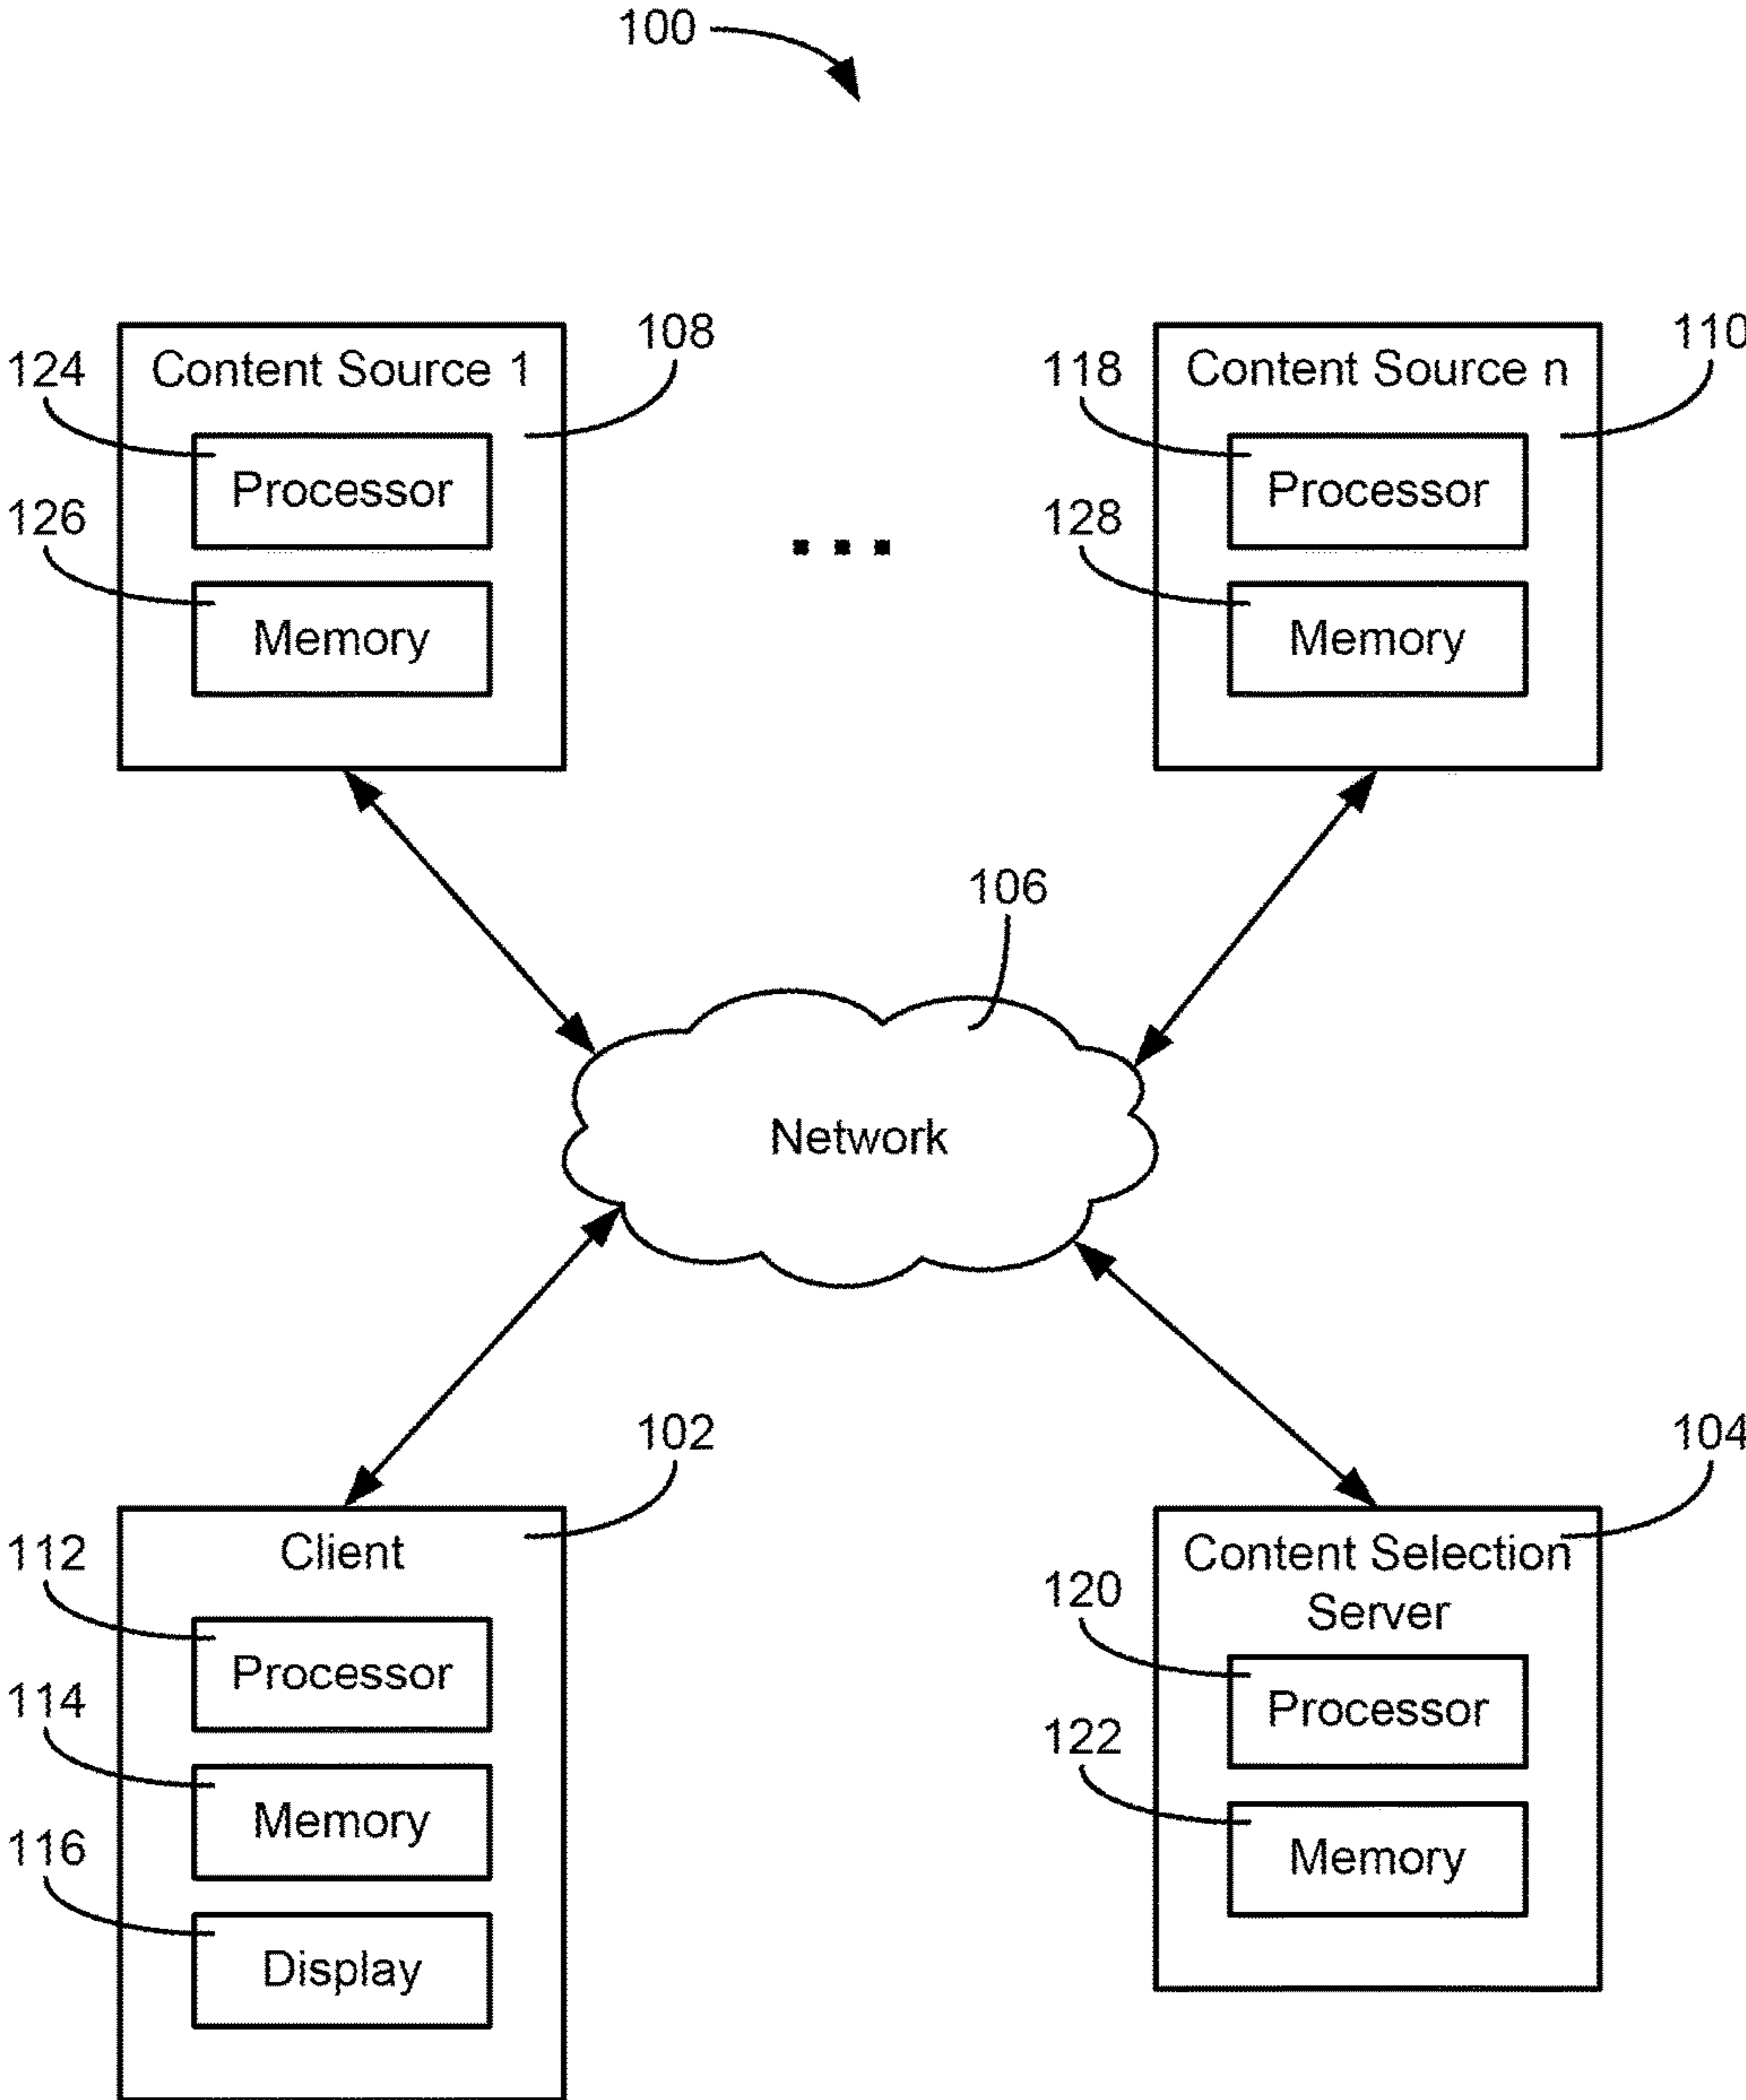 100
108
110
124
Content Source 1
118
Content Source n
Processor
Processor
126
128
Memory
Memory
106
Network
102
104
112
Client
120
Content Selection
Server
Processor
Processor
114
122
Memory
Memory
116
Display